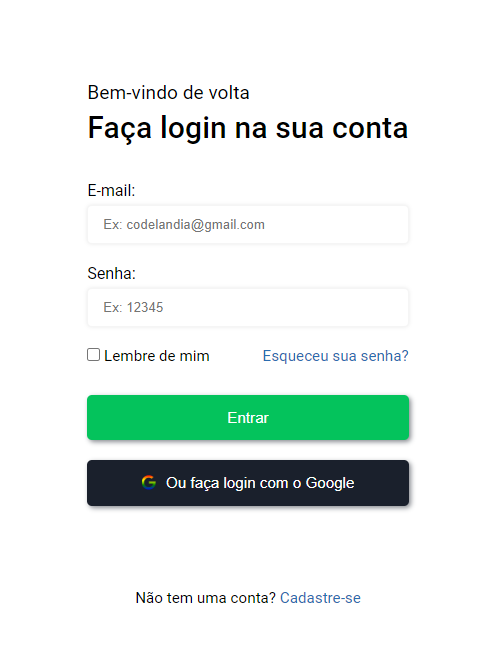 Bem-vindo de volta
Faça login na sua conta
E-mail:
Ex: codelandia@gmail.com
Senha:
Ex: 12345
Lembre de mim Esqueceu sua senha?
Entrar
Ou faça login com o Google
Não tem uma conta? Cadastre-se